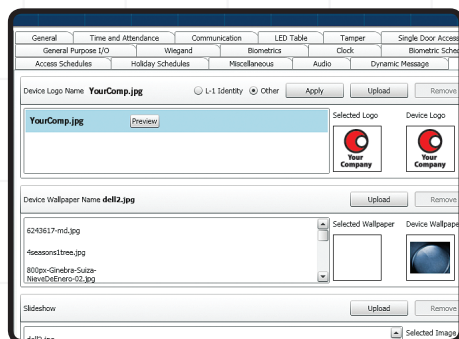 General Time and Attendance Communication LED Table Tamper Single Door Access
General Purpose I/O Wiegand Biometrics Clock Biometric Sched
Access Schedules Holiday Schedules Miscellaneous Audio Dynamic Message
Device Logo Name YourComp.jpg L-1 Identity Other Apply Upload Remove
YourComp.jpg Preview Selected Logo Device Logo
Your Company Your Company
Device Wallpaper Name dell2.jpg Upload Remove
6243617-md.jpg Selected Wallpaper Device Wallpape
4seasons1tree.jpg
800px-Ginebra-Suiza-
NieveDeEnero-02.jpg
Slideshow Upload Remove
Selected Image